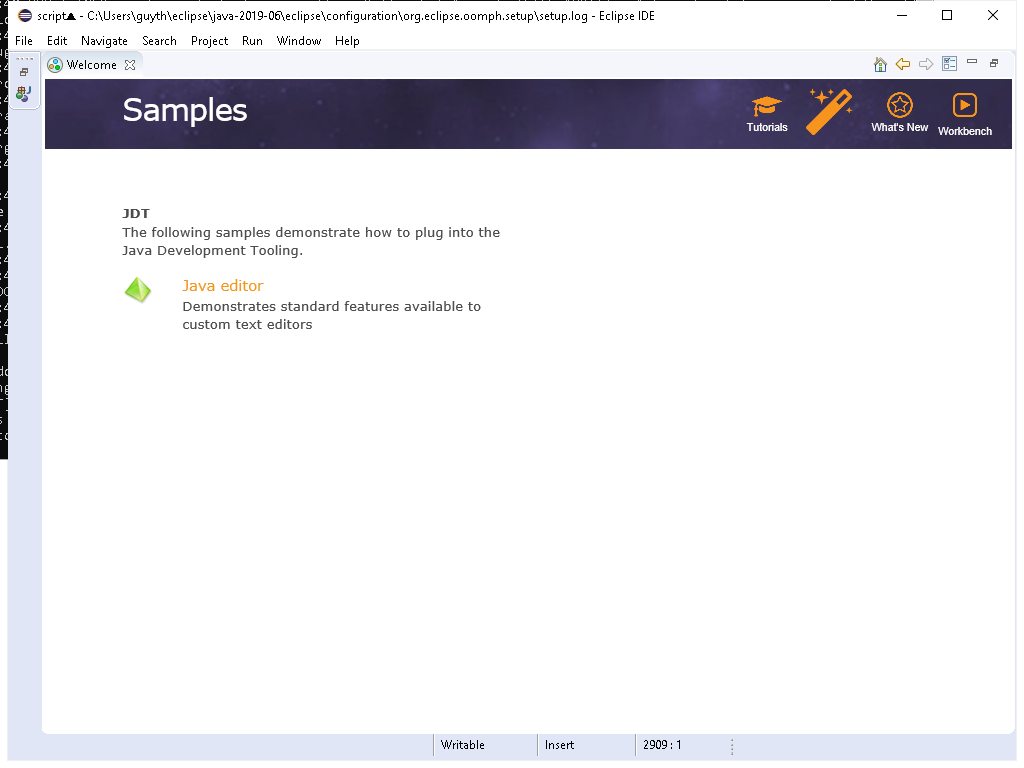 script▲ - C:\Users\guyth\eclipse\java-2019-06\eclipse\configuration\org.eclipse.oomph.setup\setup.log - Eclipse IDE
File Edit Navigate Search Project Run Window Help
Welcome
Samples
Tutorials
What's New
Workbench
JDT
The following samples demonstrate how to plug into the
Java Development Tooling.
Java editor
Demonstrates standard features available to
custom text editors
Writable Insert 2909 : 1